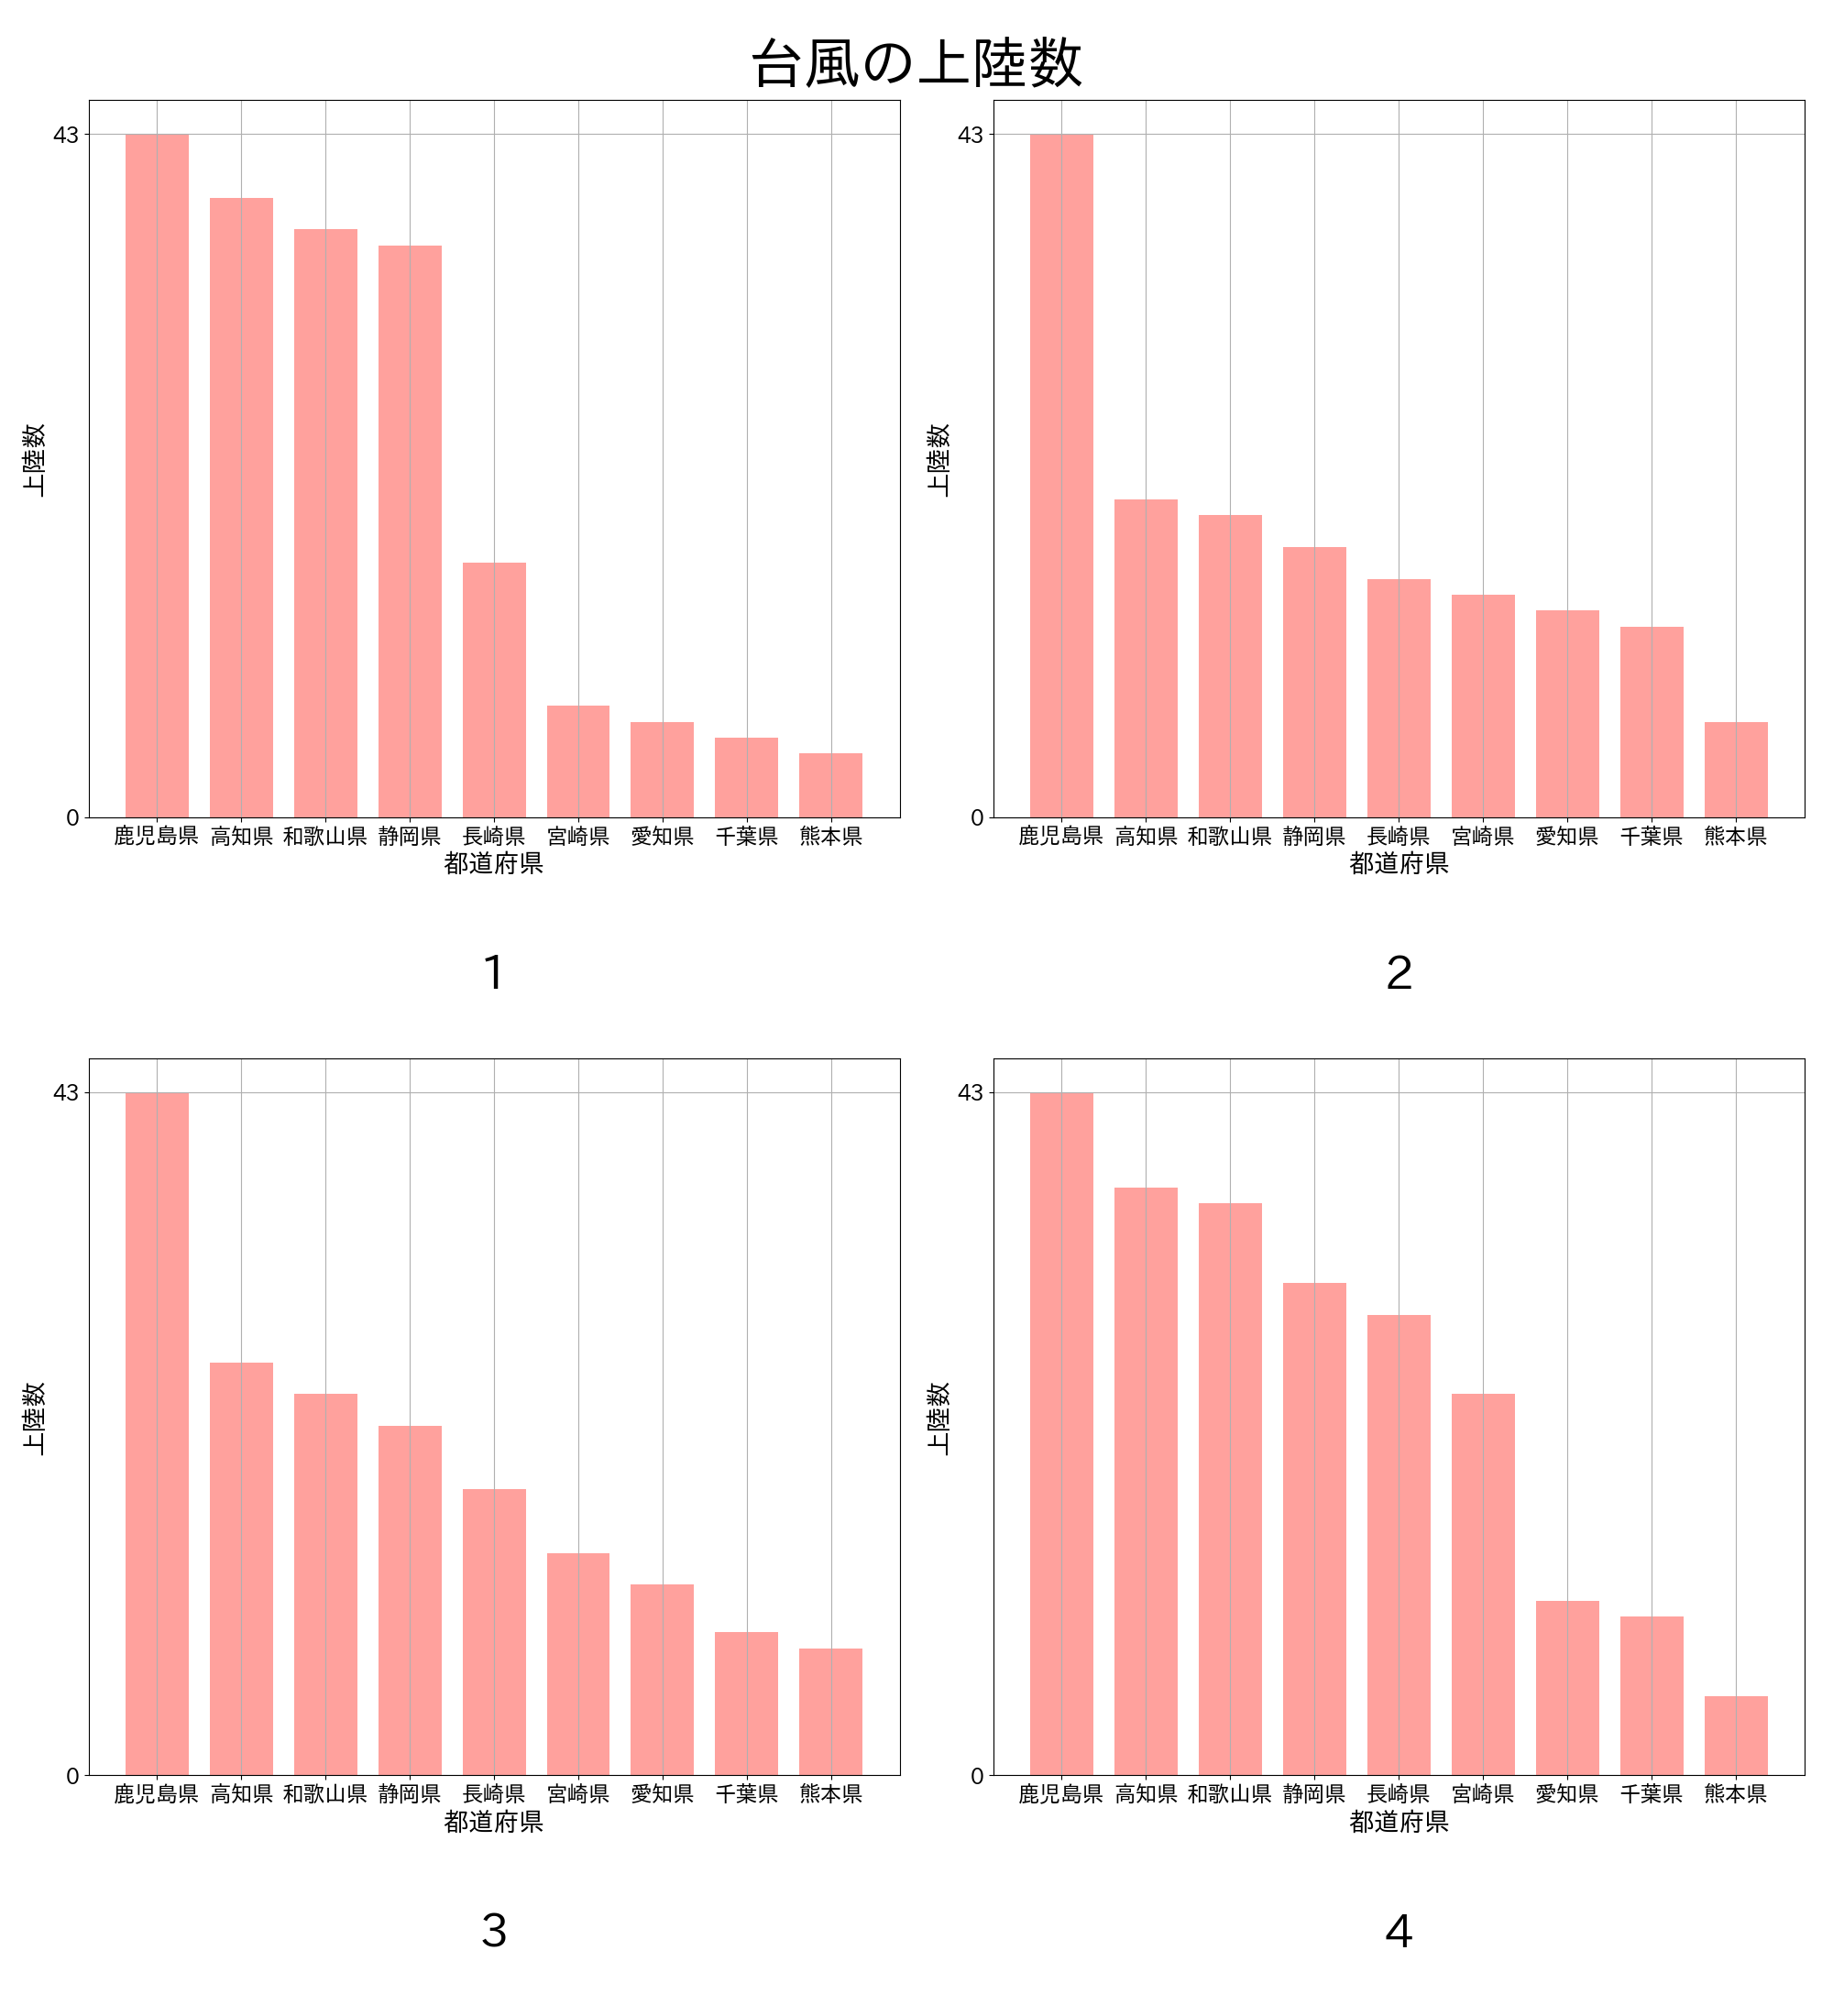 台風の上陸数
43
0
上陸数
鹿児島県 高知県 和歌山県 静岡県 長崎県 宮崎県 愛知県 千葉県 熊本県
都道府県
1
43
0
上陸数
鹿児島県 高知県 和歌山県 静岡県 長崎県 宮崎県 愛知県 千葉県 熊本県
都道府県
2
43
0
上陸数
鹿児島県 高知県 和歌山県 静岡県 長崎県 宮崎県 愛知県 千葉県 熊本県
都道府県
3
43
0
上陸数
鹿児島県 高知県 和歌山県 静岡県 長崎県 宮崎県 愛知県 千葉県 熊本県
都道府県
4